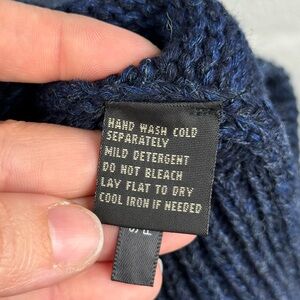 HAND WASH COLD
SEPARATELY
MILD DETERGENT
DO NOT BLEACH
LAY FLAT TO DRY
COOL IRON IF NEEDED